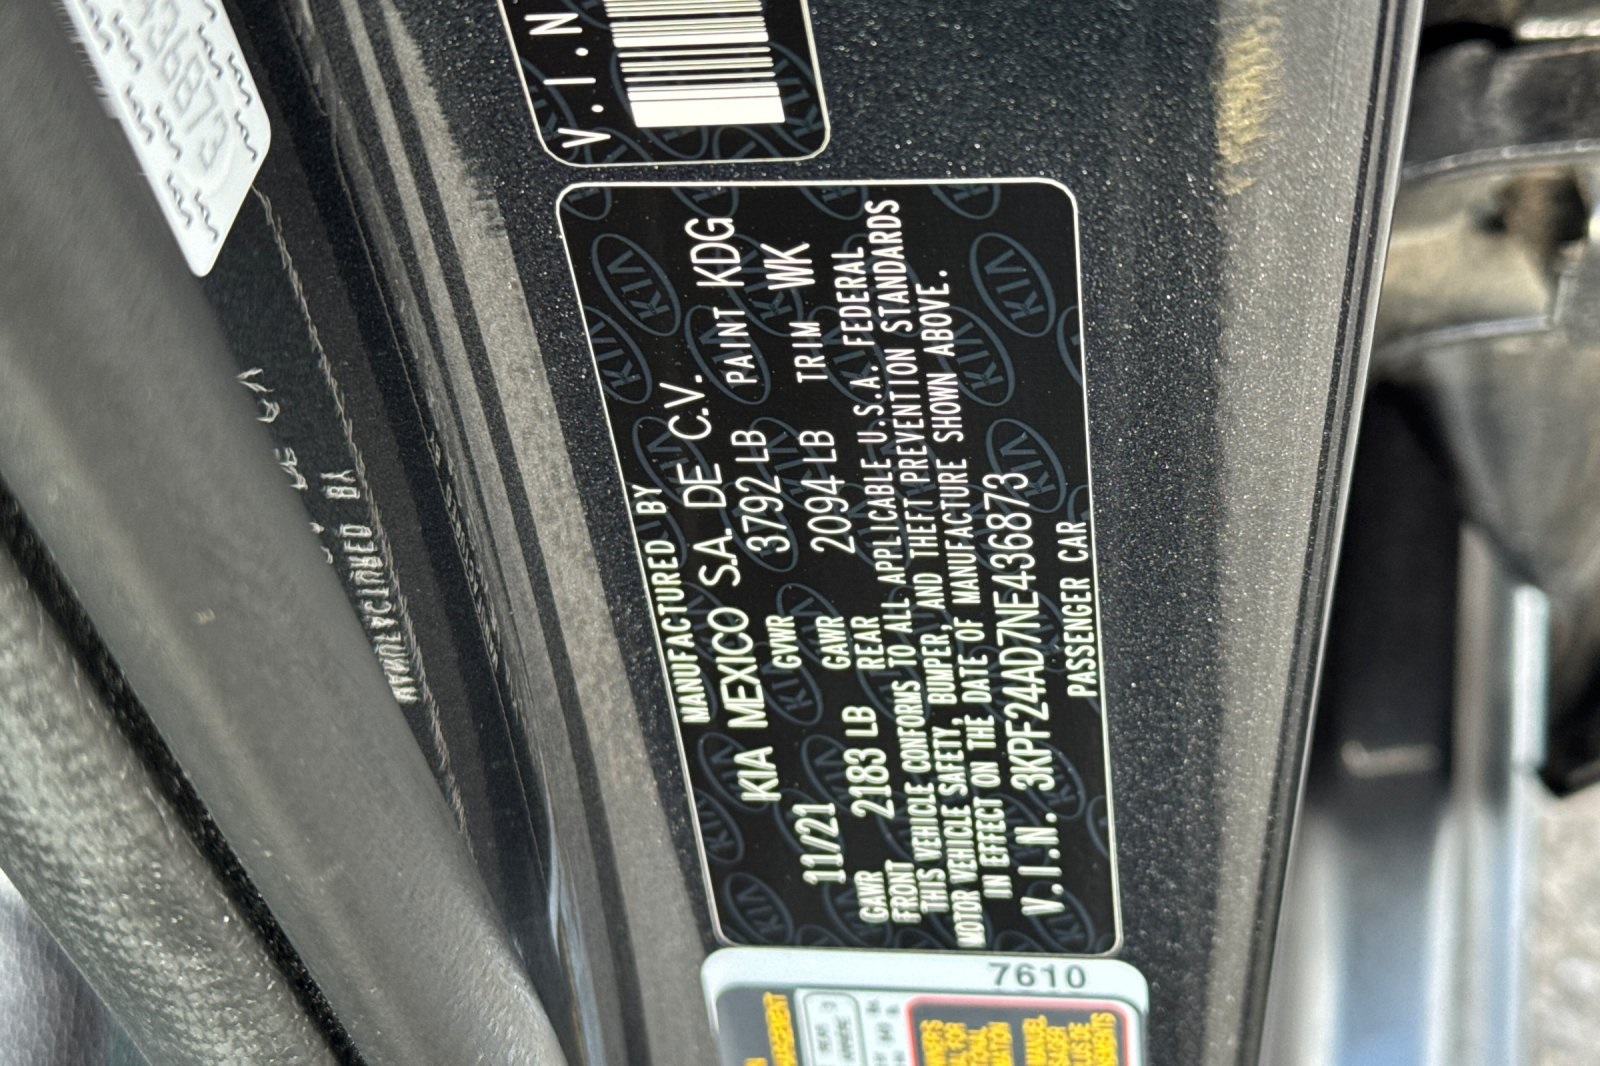 436873
V.I.N
MANUFACTURED BY
KIA MEXICO S.A. DE C.V.
11/21 GVWR 3792 LB PAINT KDG
GAWR FRONT 2183 LB GAWR REAR 2094 LB TRIM WK
THIS VEHICLE CONFORMS TO ALL APPLICABLE U.S.A. FEDERAL
MOTOR VEHICLE SAFETY, BUMPER, AND THEFT PREVENTION STANDARDS
IN EFFECT ON THE DATE OF MANUFACTURE SHOWN ABOVE.
V.I.N. 3KPF24AD7NE436873
PASSENGER CAR
7610
MANUEL